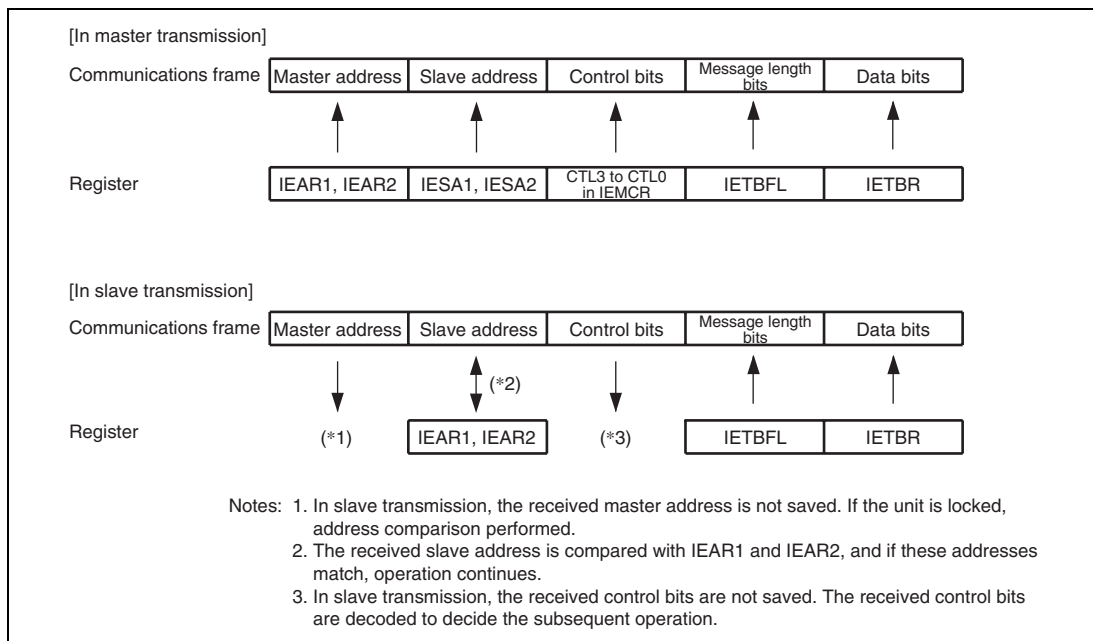 [In master transmission]
Communications frame Master address Slave address Control bits Message length bits Data bits
Register IEAR1, IEAR2 IESA1, IESA2 CTL3 to CTL0 in IEMCR IETBFL IETBR
[In slave transmission]
Communications frame Master address Slave address Control bits Message length bits Data bits
(*2)
Register (*1) IEAR1, IEAR2 (*3) IETBFL IETBR
Notes: 1. In slave transmission, the received master address is not saved. If the unit is locked,
address comparison performed.
2. The received slave address is compared with IEAR1 and IEAR2, and if these addresses
match, operation continues.
3. In slave transmission, the received control bits are not saved. The received control bits
are decoded to decide the subsequent operation.